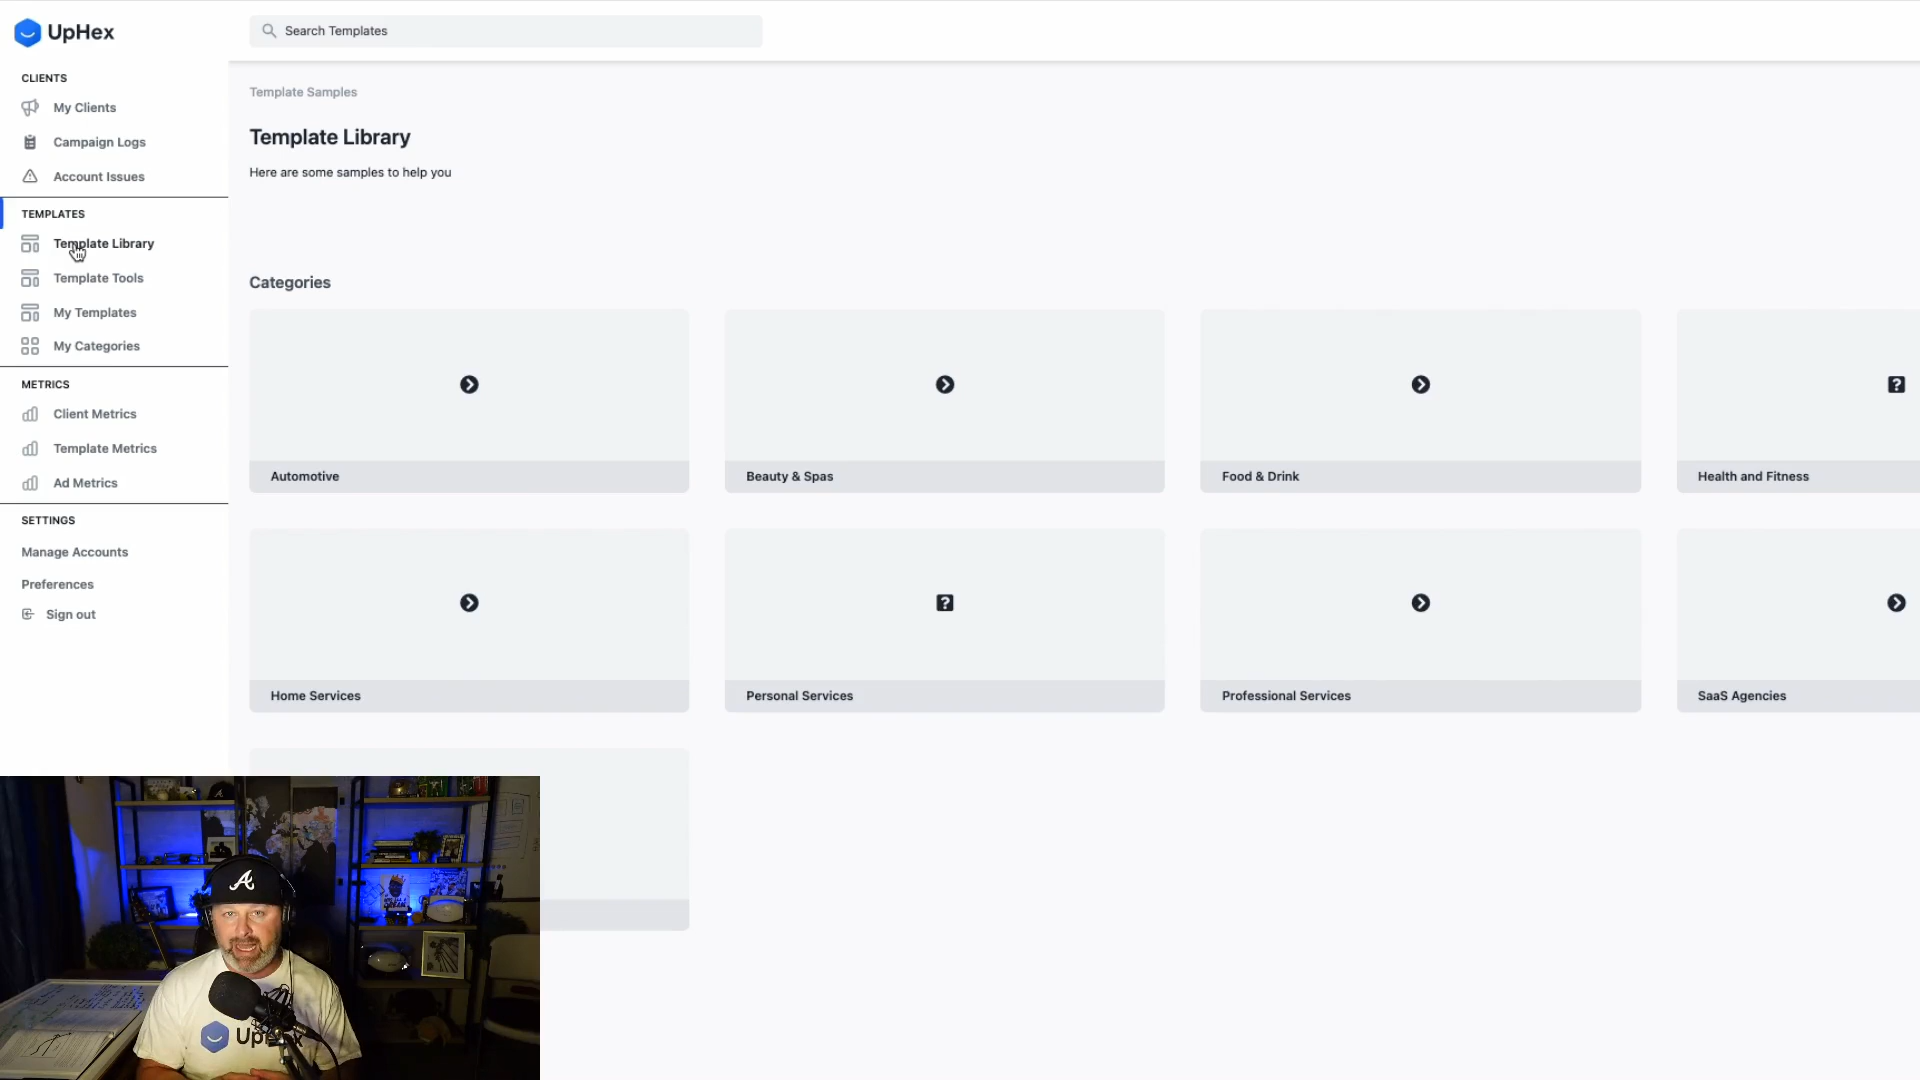 UpHex
Search Templates
CLIENTS
My Clients
Campaign Logs
Account Issues
TEMPLATES
Template Library
Template Tools
My Templates
My Categories
METRICS
Client Metrics
Template Metrics
Ad Metrics
SETTINGS
Manage Accounts
Preferences
Sign out
Template Samples
Template Library
Here are some samples to help you
Categories
Automotive
Beauty & Spas
Food & Drink
Health and Fitness
Home Services
Personal Services
Professional Services
SaaS Agencies
A